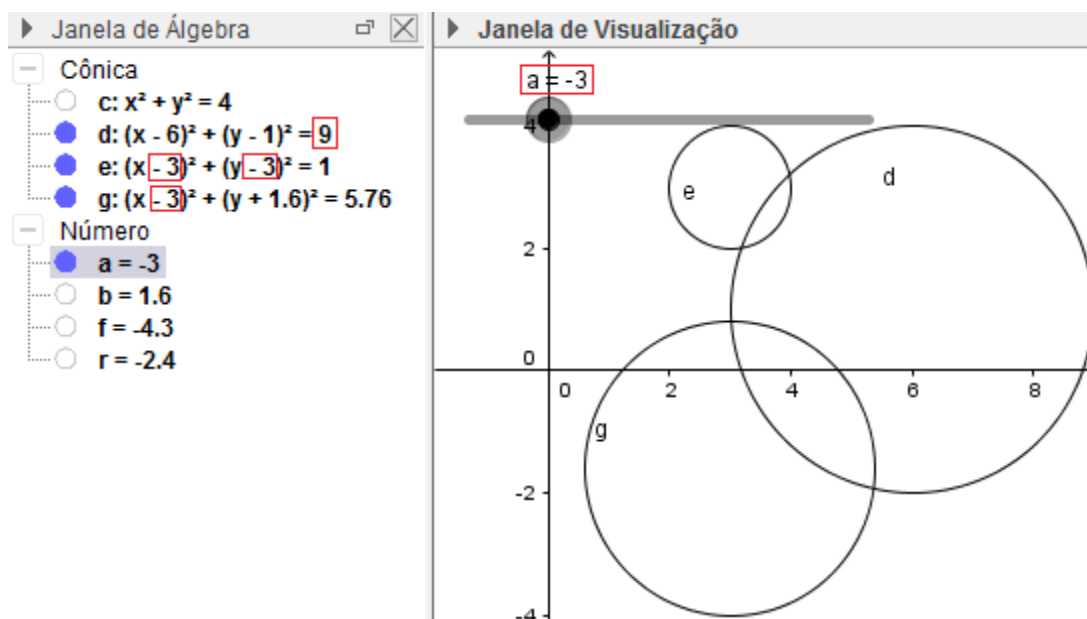 Janela de Álgebra
Cônica
c: x² + y² = 4
d: (x - 6)² + (y - 1)² = 9
e: (x - 3)² + (y - 3)² = 1
g: (x - 3)² + (y + 1.6)² = 5.76
Número
a = -3
b = 1.6
f = -4.3
r = -2.4
Janela de Visualização
a = -3
4
e
d
2
0
0
2
4
6
8
g
-2
-4